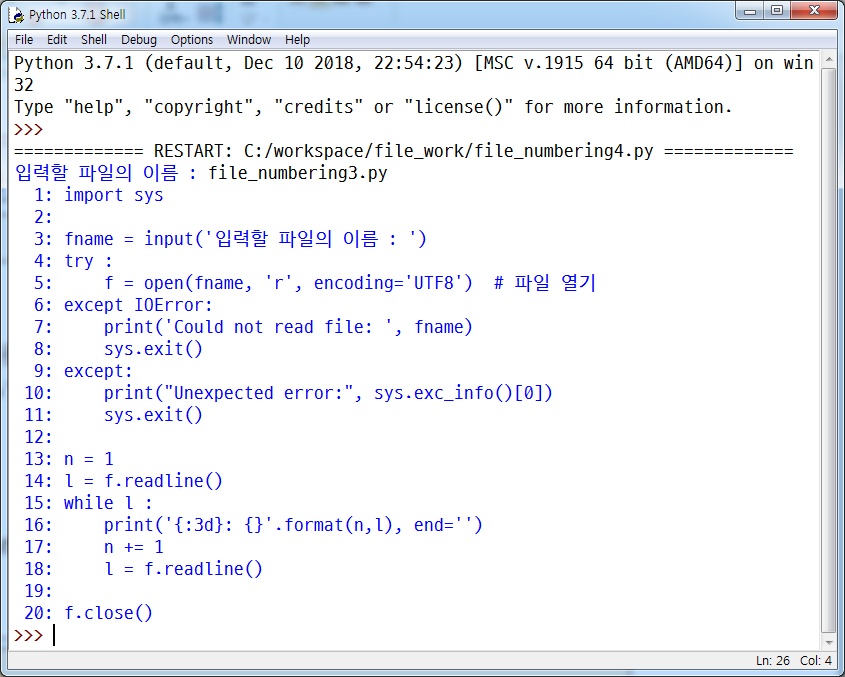 Python 3.7.1 Shell
File Edit Shell Debug Options Window Help
Python 3.7.1 (default, Dec 10 2018, 22:54:23) [MSC v.1915 64 bit (AMD64)] on win
32
Type "help", "copyright", "credits" or "license()" for more information.
>>>
============= RESTART: C:/workspace/file_work/file_numbering4.py =============
입력할 파일의 이름 : file_numbering3.py
  1: import sys
  2:
  3: fname = input('입력할 파일의 이름 : ')
  4: try :
  5:     f = open(fname, 'r', encoding='UTF8')  # 파일 열기
  6: except IOError:
  7:     print('Could not read file: ', fname)
  8:     sys.exit()
  9: except:
 10:     print("Unexpected error:", sys.exc_info()[0])
 11:     sys.exit()
 12:
 13: n = 1
 14: l = f.readline()
 15: while l :
 16:     print('{:3d}: {}'.format(n,l), end='')
 17:     n += 1
 18:     l = f.readline()
 19:
 20: f.close()
>>>
Ln: 26 Col: 4